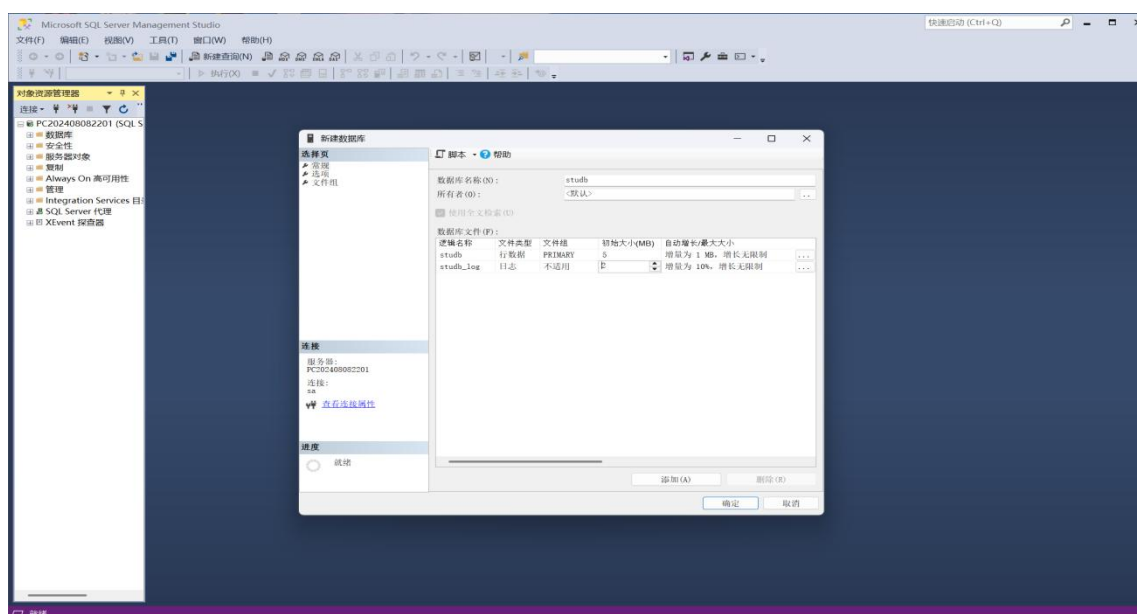 Microsoft SQL Server Management Studio
快速启动 (Ctrl+Q)
文件(F) 编辑(E) 视图(V) 工具(T) 窗口(W) 帮助(H)
新建查询(N)
执行(X)
对象资源管理器
连接
PC202408082201 (SQL S
数据库
安全性
服务器对象
复制
Always On 高可用性
管理
Integration Services 目
SQL Server 代理
XEvent 探查器
新建数据库
选择页
常规
选项
文件组
脚本 帮助
数据库名称(N): studb
所有者(O): <默认>
使用全文检索(U)
数据库文件(F):
逻辑名称 文件类型 文件组 初始大小(MB) 自动增长/最大大小
studb 行数据 PRIMARY 5 增量为 1 MB，增长无限制 ...
studb_log 日志 不适用 增量为 10%，增长无限制 ...
连接
服务器:
PC202408082201
连接:
sa
查看连接属性
进度
就绪
添加(A) 删除(R)
确定 取消
就绪